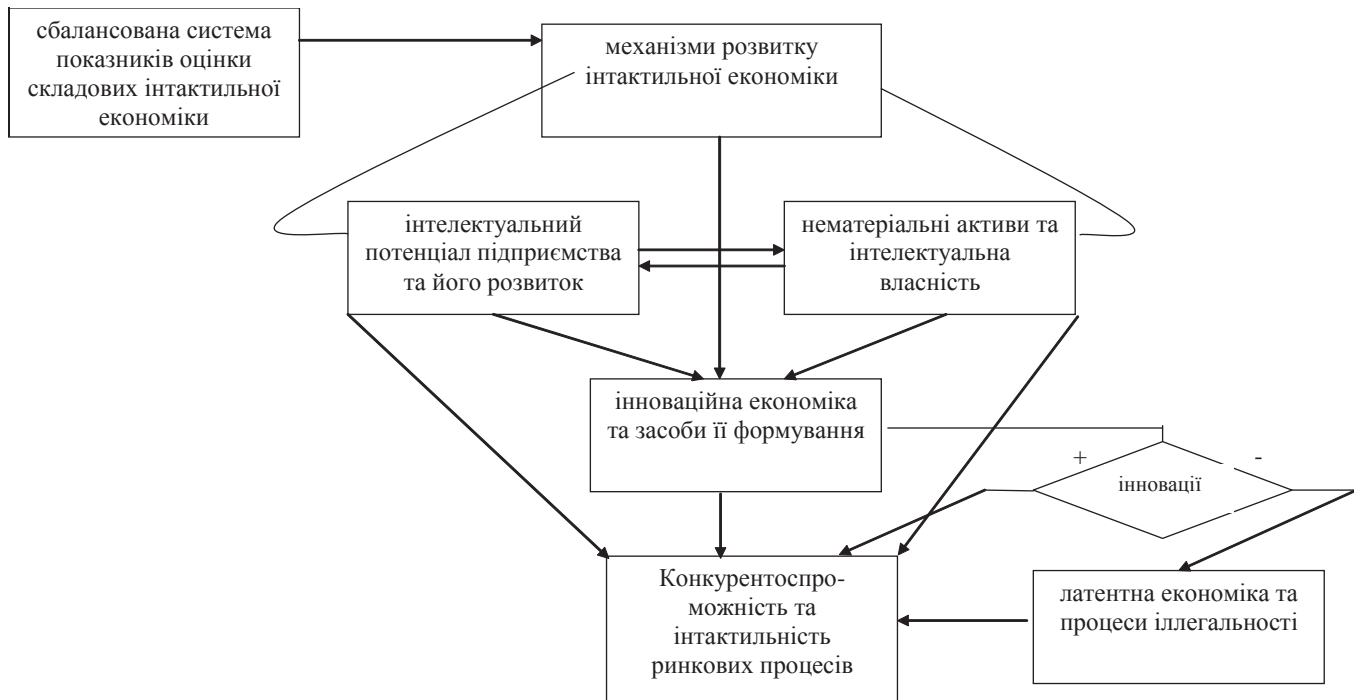 сбалансована система
показників оцінки
складових інтактильної
економіки
механізми розвитку
інтактильної економіки
інтелектуальний
потенціал підприємства
та його розвиток
нематеріальні активи та
інтелектуальна
власність
інноваційна економіка
та засоби її формування
+
-
інновації
Конкурентоспро-
можність та
інтактильність
ринкових процесів
латентна економіка та
процеси іллегальності